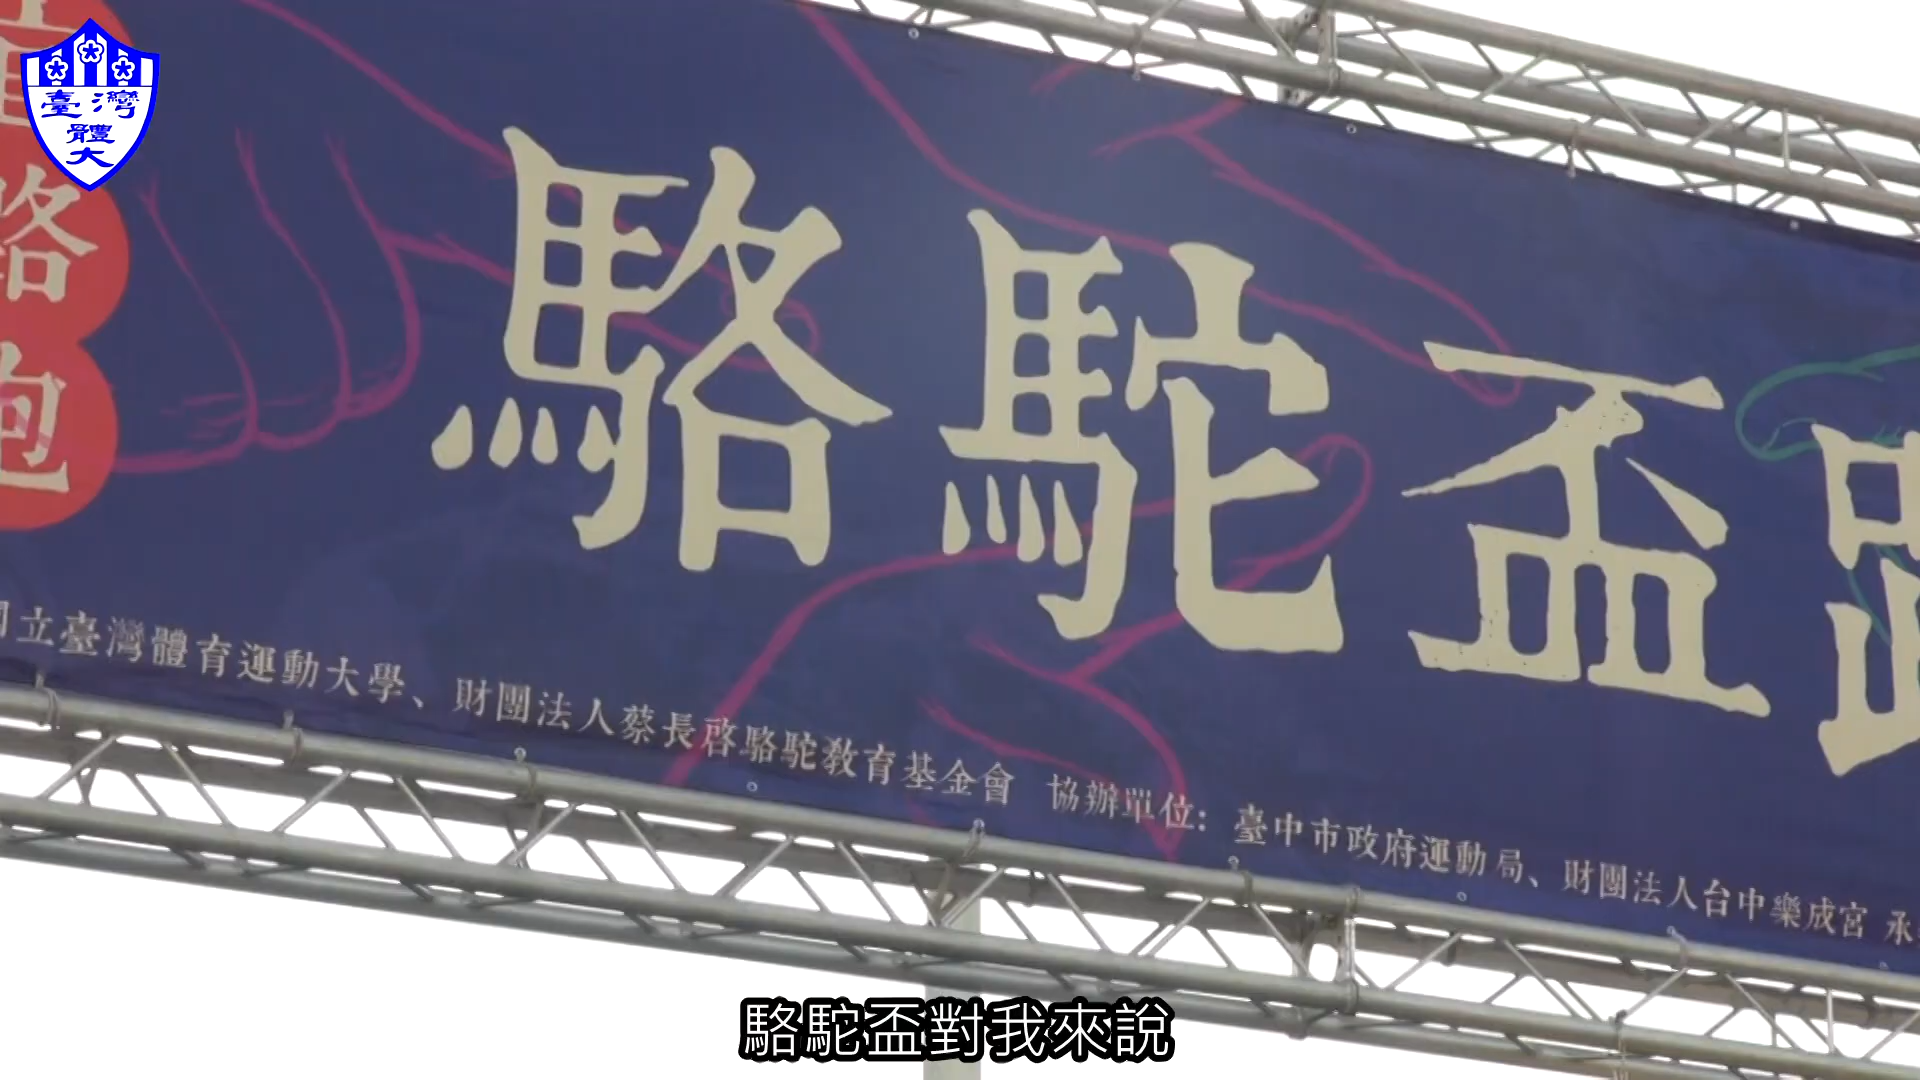 臺灣
體
大
駱駝盃
立臺灣體育運動大學、財團法人蔡長啓駱駝教育基金會 協辦單位: 臺中市政府運動局、財團法人台中樂成宮 承
駱駝盃對我來說